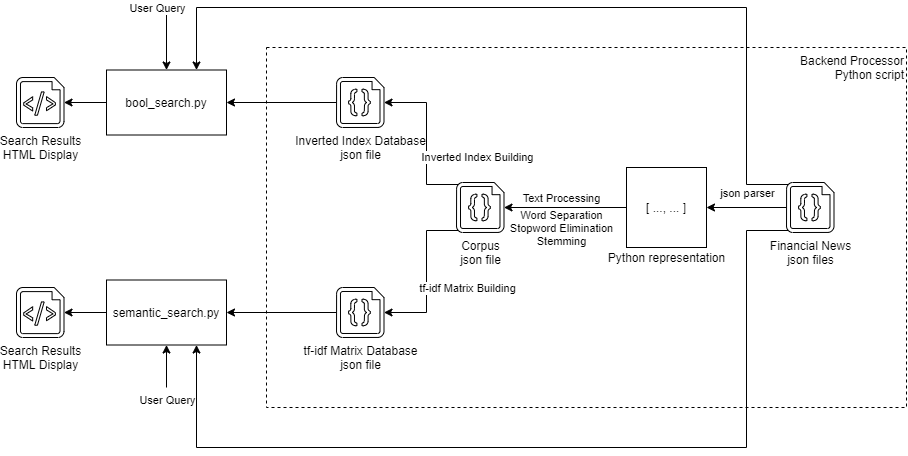 User Query
Backend Processor
Python script
</>
bool_search.py
{}
Search Results
HTML Display
Inverted Index Database
json file
Inverted Index Building
Text Processing
Word Separation
Stopword Elimination
Stemming
{}
[ ..., ... ]
json parser
{}
Corpus
json file
Python representation
Financial News
json files
tf-idf Matrix Building
</>
semantic_search.py
{}
Search Results
HTML Display
tf-idf Matrix Database
json file
User Query